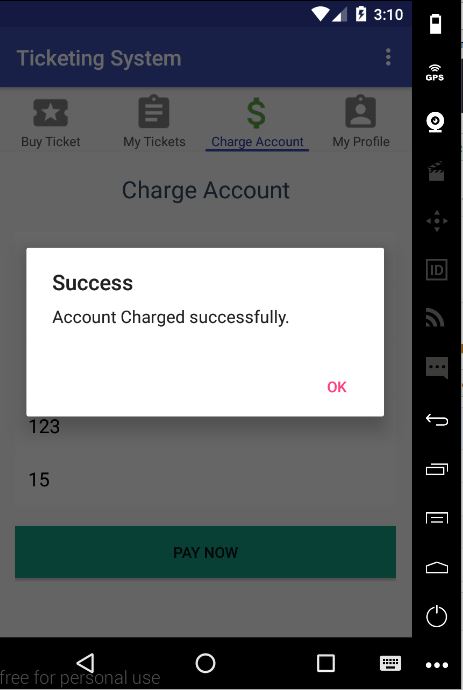 3:10
Ticketing System
GPS
Buy Ticket
My Tickets
Charge Account
My Profile
Charge Account
Success
Account Charged successfully.
OK
ID
123
15
PAY NOW
free for personal use